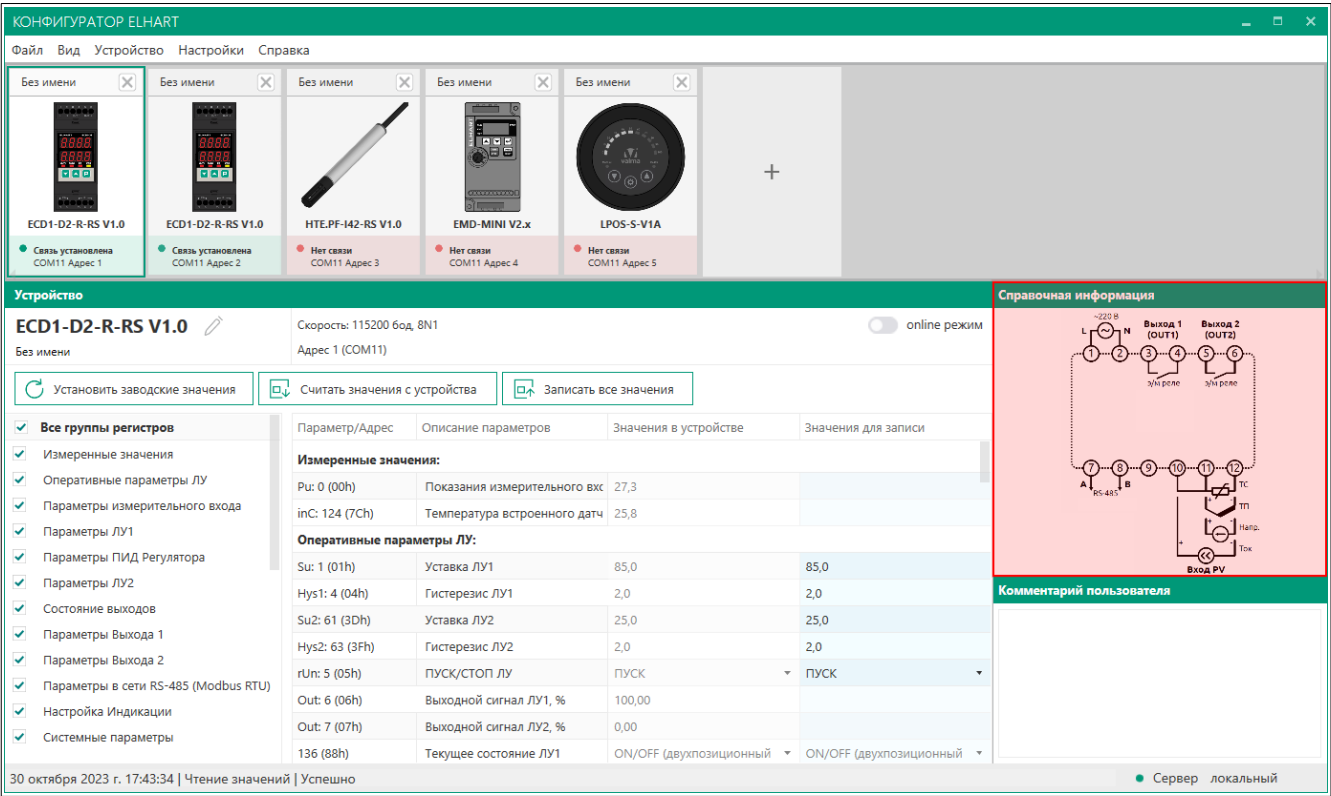 КОНФИГУРАТОР ELHART
Файл Вид Устройство Настройки Справка
Без имени Без имени Без имени Без имени Без имени
ECD1-D2-R-RS V1.0 ECD1-D2-R-RS V1.0 HTE.PF-I42-RS V1.0 EMD-MINI V2.x LPOS-S-V1A
+
Связь установлена Связь установлена Нет связи Нет связи Нет связи
COM11 Адрес 1 COM11 Адрес 2 COM11 Адрес 3 COM11 Адрес 4 COM11 Адрес 5
Устройство
ECD1-D2-R-RS V1.0
Без имени
Скорость: 115200 бод, 8N1
Адрес 1 (COM11)
online режим
Установить заводские значения Считать значения с устройства Записать все значения
Все группы регистров
Измеренные значения
Оперативные параметры ЛУ
Параметры измерительного входа
Параметры ЛУ1
Параметры ПИД Регулятора
Параметры ЛУ2
Состояние выходов
Параметры Выхода 1
Параметры Выхода 2
Параметры в сети RS-485 (Modbus RTU)
Настройка Индикации
Системные параметры
Параметр/Адрес Описание параметров Значения в устройстве Значения для записи
Измеренные значения:
Pu: 0 (00h) Показания измерительного вхс 27,3
inC: 124 (7Ch) Температура встроенного датч 25,8
Оперативные параметры ЛУ:
Su: 1 (01h) Уставка ЛУ1 85,0 85,0
Hys1: 4 (04h) Гистерезис ЛУ1 2,0 2,0
Su2: 61 (3Dh) Уставка ЛУ2 25,0 25,0
Hys2: 63 (3Fh) Гистерезис ЛУ2 2,0 2,0
rUn: 5 (05h) ПУСК/СТОП ЛУ ПУСК ПУСК
Out: 6 (06h) Выходной сигнал ЛУ1, % 100,00
Out: 7 (07h) Выходной сигнал ЛУ2, % 0,00
136 (88h) Текущее состояние ЛУ1 ON/OFF (двухпозиционный ON/OFF (двухпозиционный
Справочная информация
~220 В
L N Выход 1 Выход 2
(OUT1) (OUT2)
1 2 3 4 5 6
э/м реле э/м реле
7 8 9 10 11 12
A B
RS-485
ТС
ТП
Напр.
Ток
Вход PV
Комментарий пользователя
30 октября 2023 г. 17:43:34 | Чтение значений | Успешно
Сервер локальный